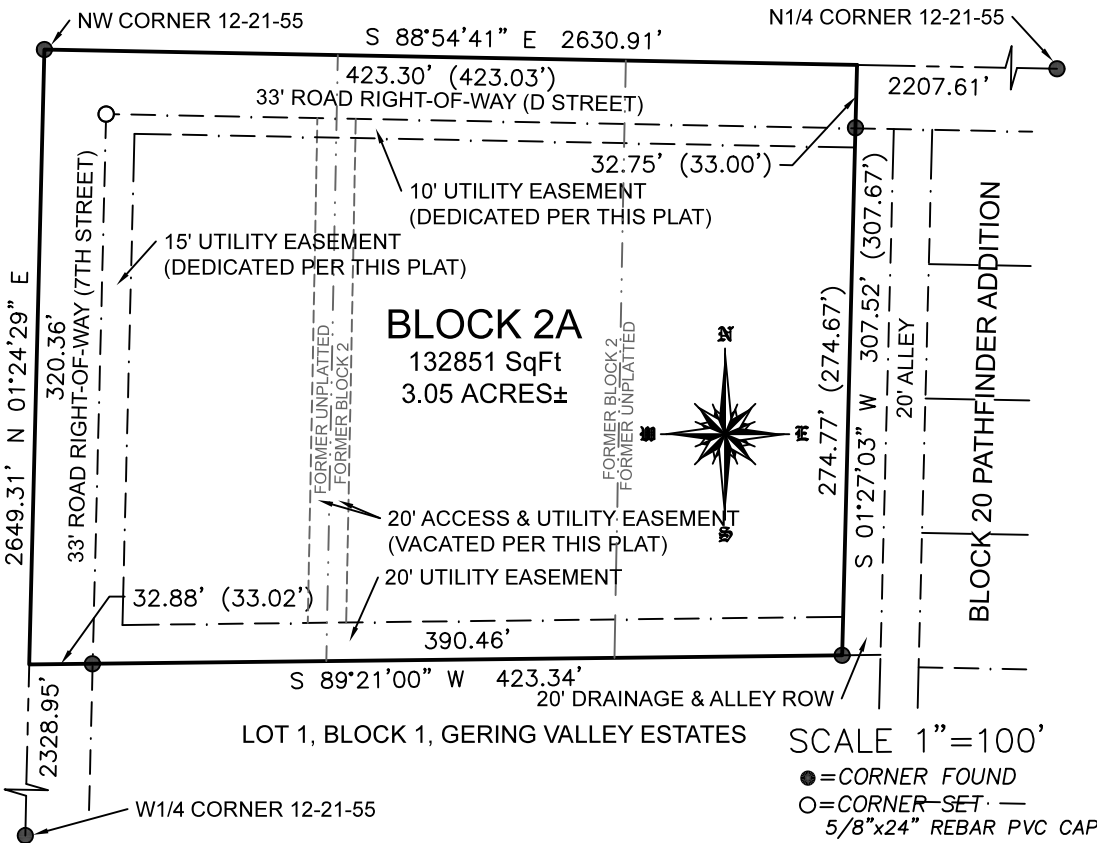 NW CORNER 12-21-55
N1/4 CORNER 12-21-55
S 88°54'41" E 2630.91'
423.30' (423.03')
2207.61'
33' ROAD RIGHT-OF-WAY (D STREET)
32.75' (33.00')
10' UTILITY EASEMENT
(DEDICATED PER THIS PLAT)
15' UTILITY EASEMENT
(DEDICATED PER THIS PLAT)
33' ROAD RIGHT-OF-WAY (7TH STREET)
2649.31' N 01°24'29" E
320.36'
BLOCK 2A
132851 SqFt
3.05 ACRES±
FORMER UNPLATTED
FORMER BLOCK 2
FORMER BLOCK 2
FORMER UNPLATTED
N
W
E
S
274.77' (274.67')
S 01°27'03" W 307.52' (307.67')
20' ALLEY
BLOCK 20 PATHFINDER ADDITION
20' ACCESS & UTILITY EASEMENT
(VACATED PER THIS PLAT)
20' UTILITY EASEMENT
32.88' (33.02')
390.46'
S 89°21'00" W 423.34'
20' DRAINAGE & ALLEY ROW
2328.95'
LOT 1, BLOCK 1, GERING VALLEY ESTATES
W1/4 CORNER 12-21-55
SCALE 1"=100'
=CORNER FOUND
=CORNER SET
5/8"x24" REBAR PVC CAP